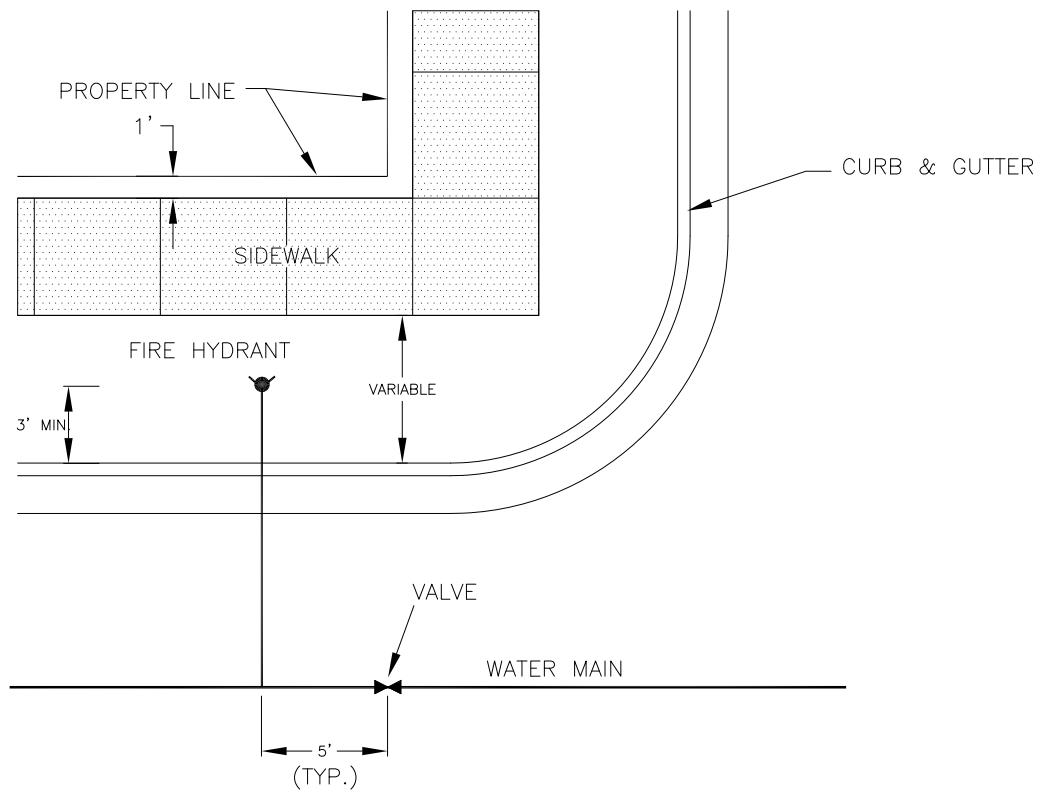 PROPERTY LINE
1'
CURB & GUTTER
SIDEWALK
FIRE HYDRANT
VARIABLE
3' MIN.
VALVE
WATER MAIN
5'
(TYP.)